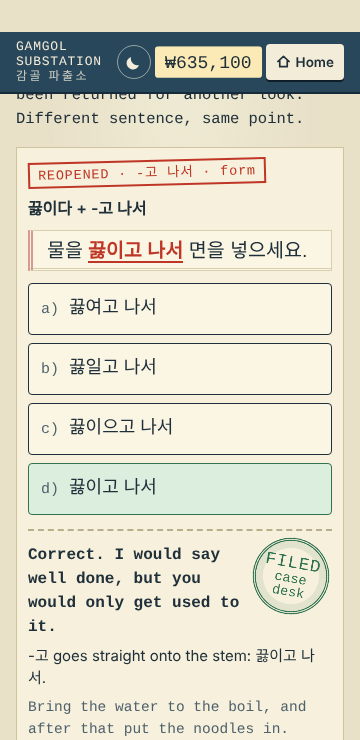 GAMGOL
SUBSTATION
감골 파출소
₩635,100
Home
been returned for another look.
Different sentence, same point.
REOPENED · -고 나서 · form
끓이다 + -고 나서
물을 끓이고 나서 면을 넣으세요.
a) 끓여고 나서
b) 끓일고 나서
c) 끓이으고 나서
d) 끓이고 나서
Correct. I would say
well done, but you
would only get used to
it.
FILED
case
desk
-고 goes straight onto the stem: 끓이고 나
서.
Bring the water to the boil, and
after that put the noodles in.